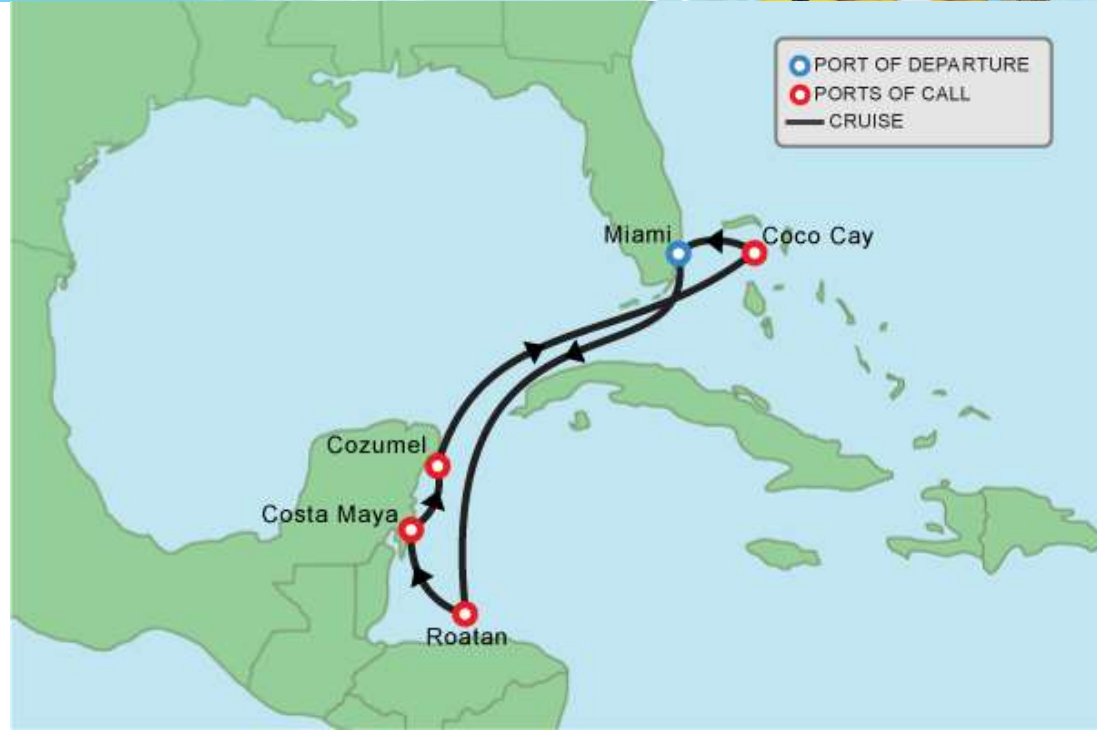 PORT OF DEPARTURE
PORTS OF CALL
CRUISE
Miami
Coco Cay
Cozumel
Costa Maya
Roatan